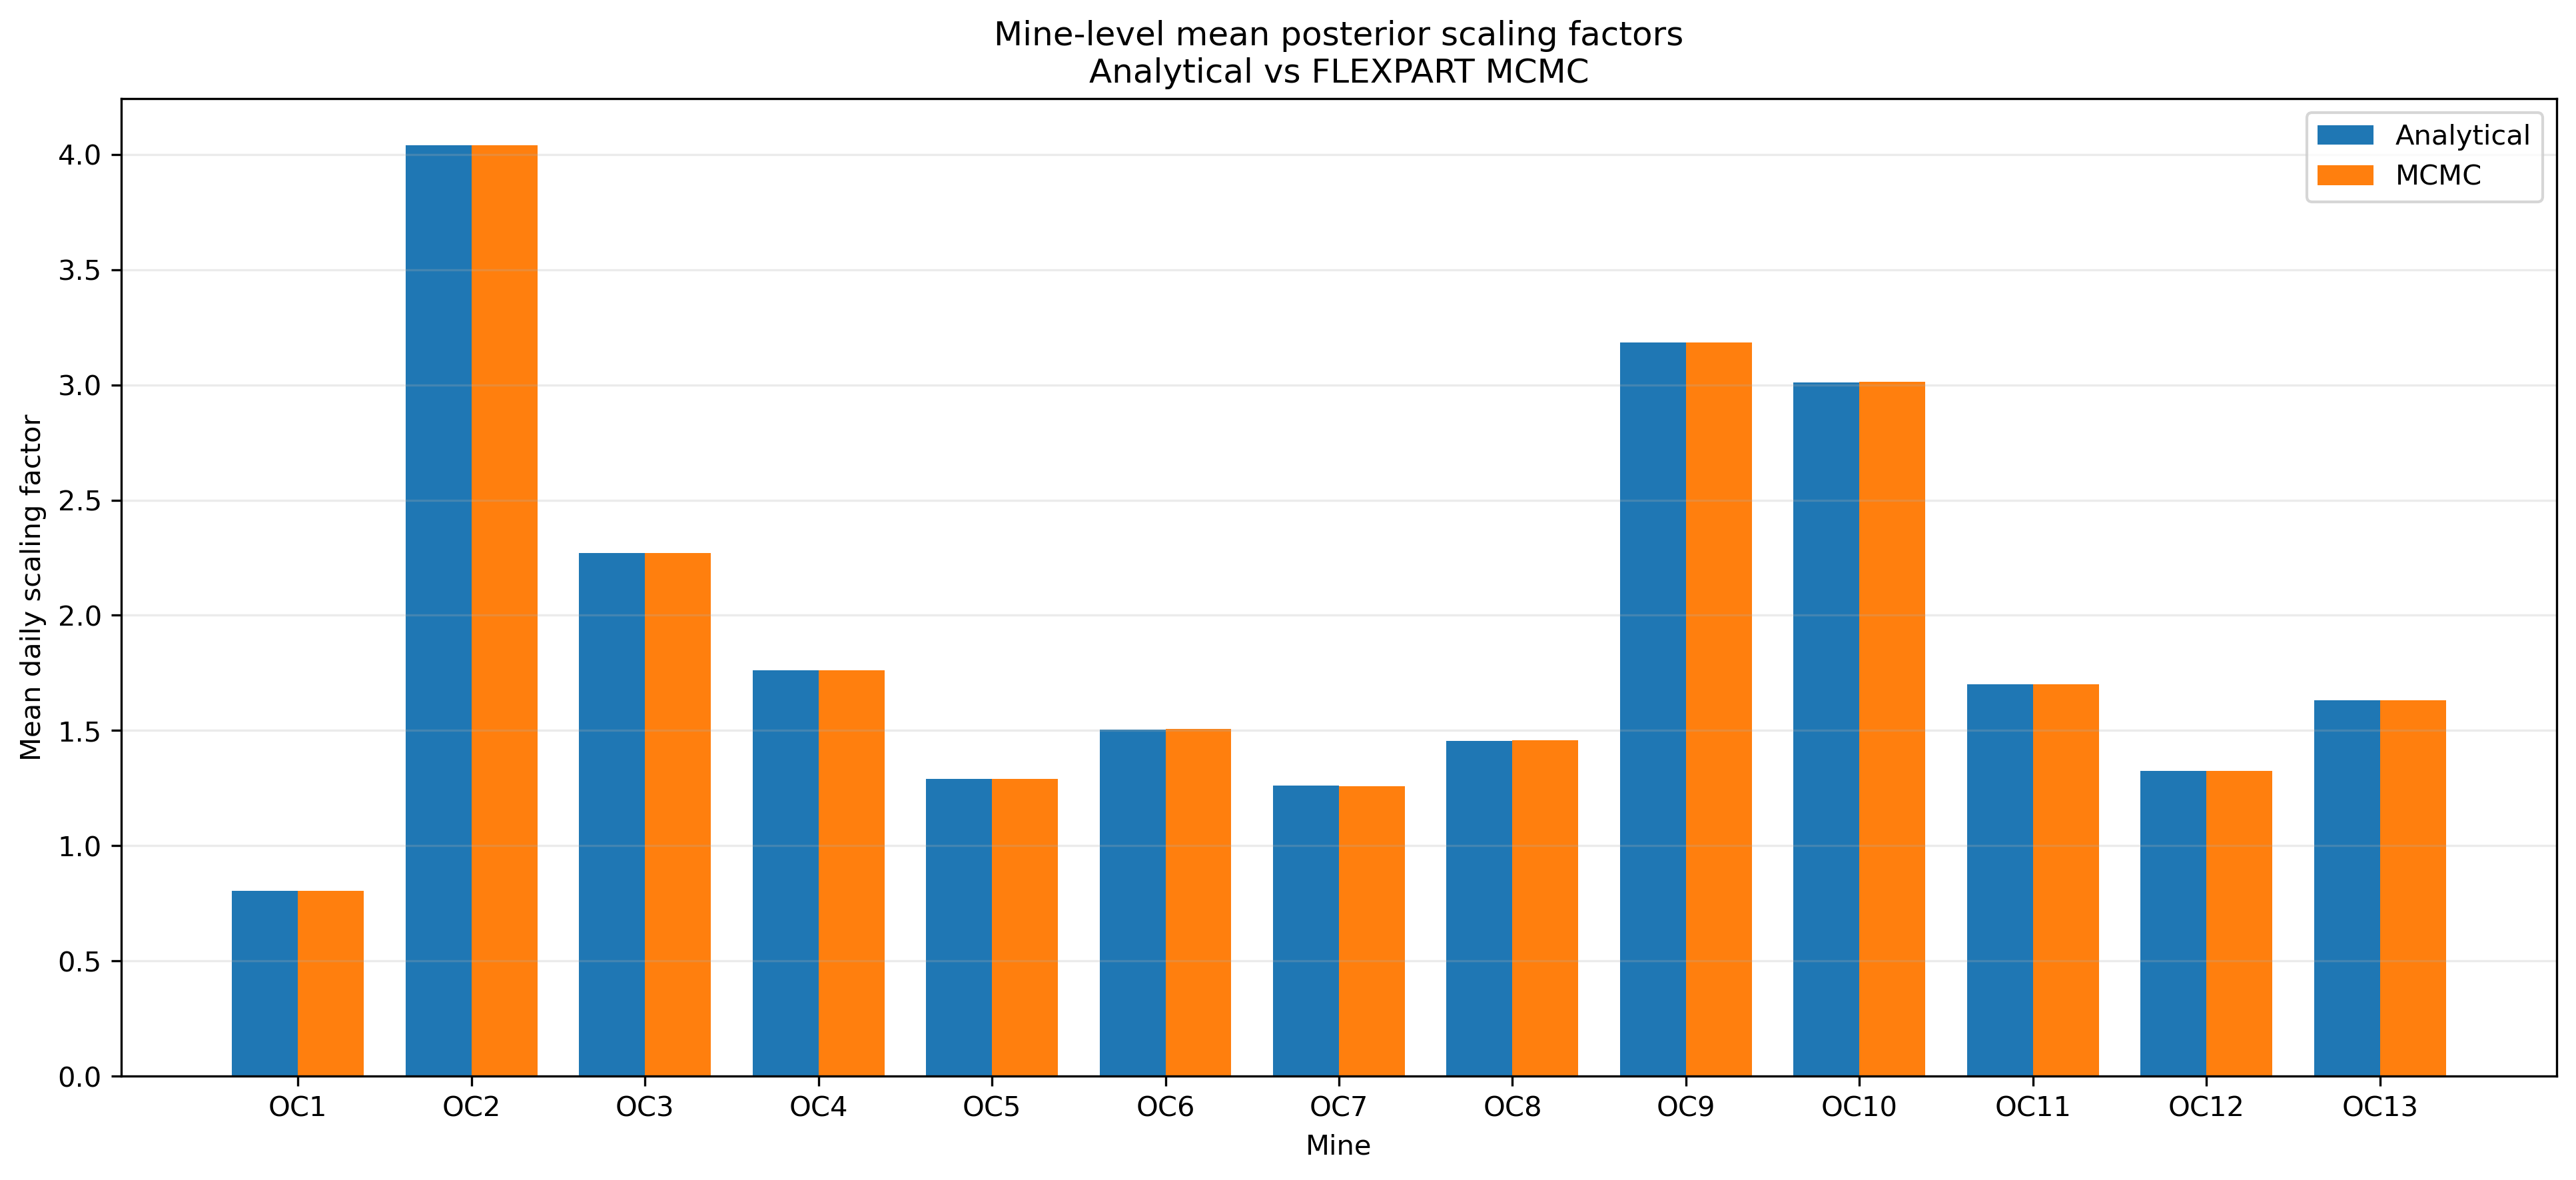 Mine-level mean posterior scaling factors
Analytical vs FLEXPART MCMC
Analytical
MCMC
Mean daily scaling factor
4.0
3.5
3.0
2.5
2.0
1.5
1.0
0.5
0.0
OC1 OC2 OC3 OC4 OC5 OC6 OC7 OC8 OC9 OC10 OC11 OC12 OC13
Mine